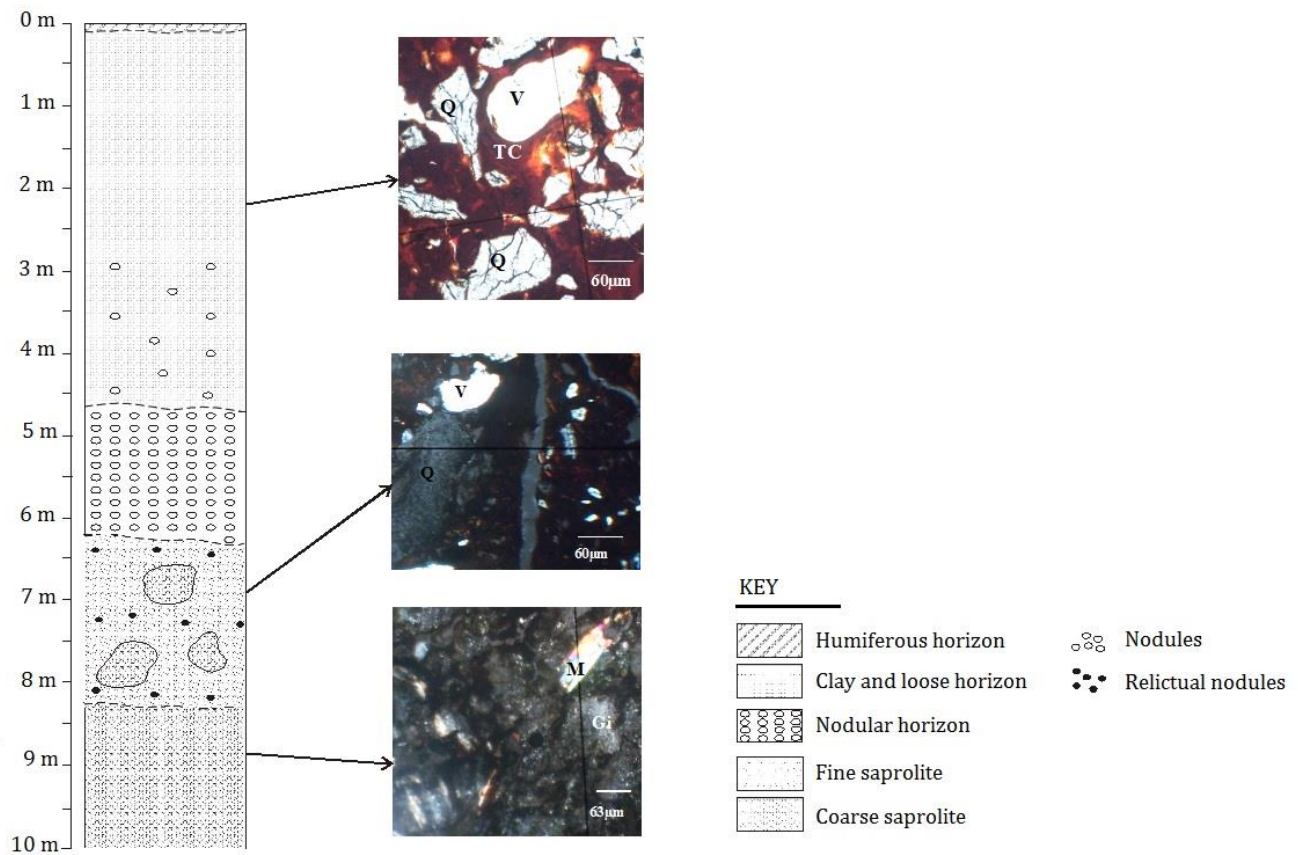 0 m
1 m
2 m
3 m
4 m
5 m
6 m
7 m
8 m
9 m
10 m
Q
V
TC
Q
60µm
V
Q
60µm
M
Gi
63µm
KEY
Humiferous horizon
Clay and loose horizon
Nodular horizon
Fine saprolite
Coarse saprolite
Nodules
Relictual nodules